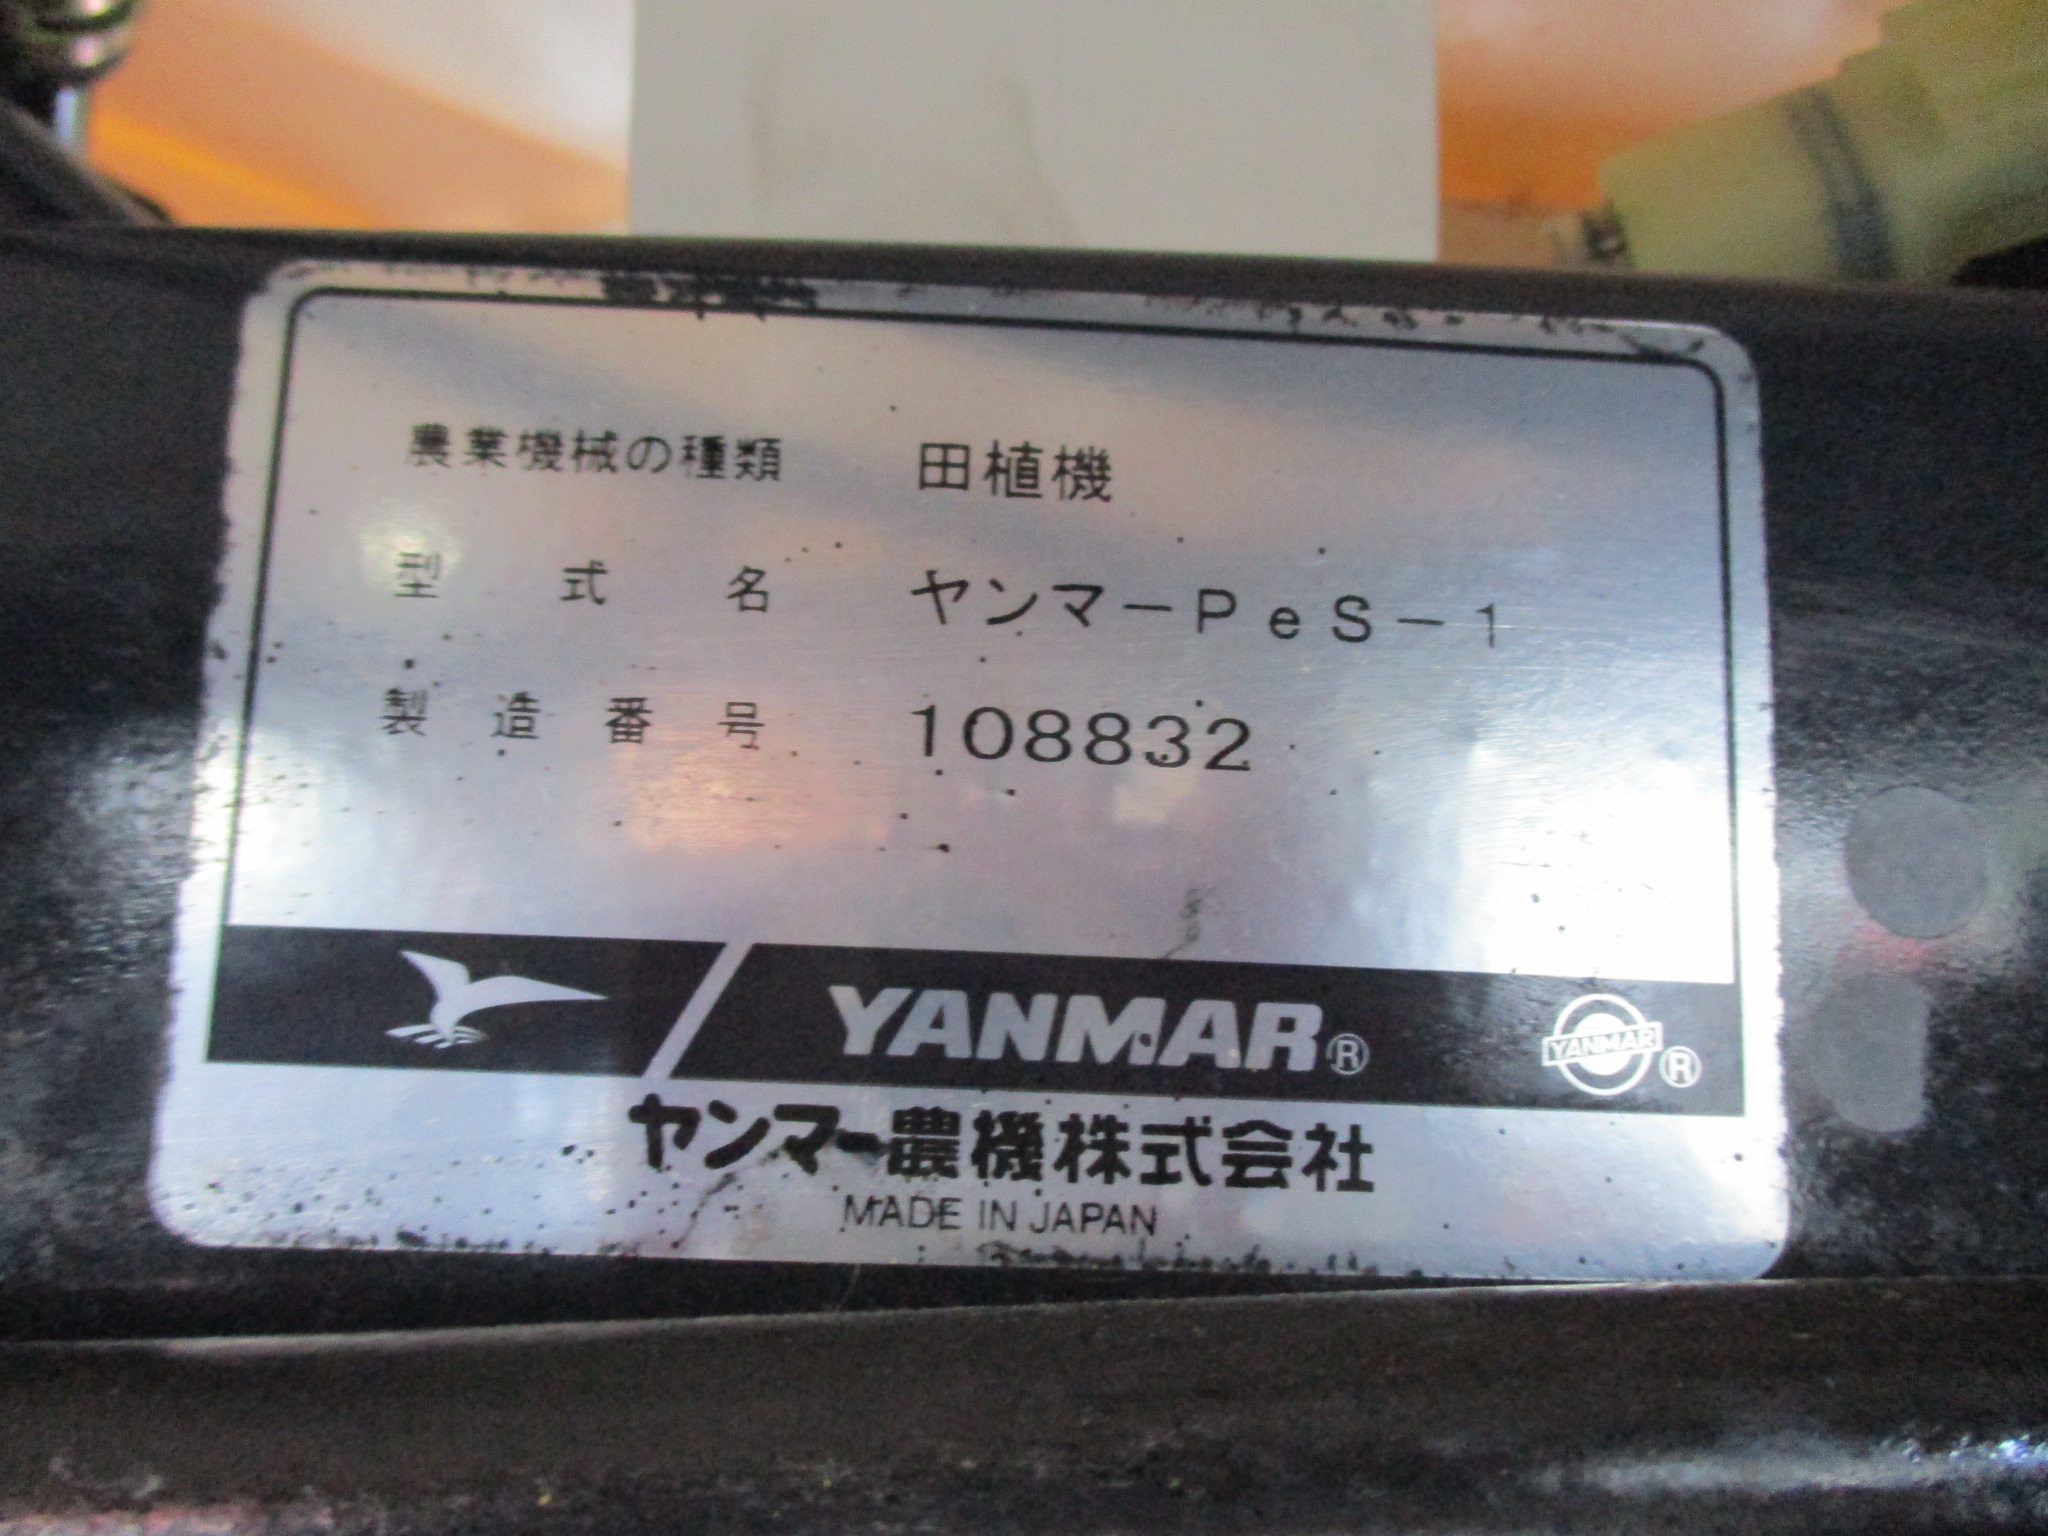 農業機械の種類 田植機
型式名 ヤンマーPeS-1
製造番号 108832
YANMAR® YANMAR®
ヤンマー農機株式会社
MADE IN JAPAN